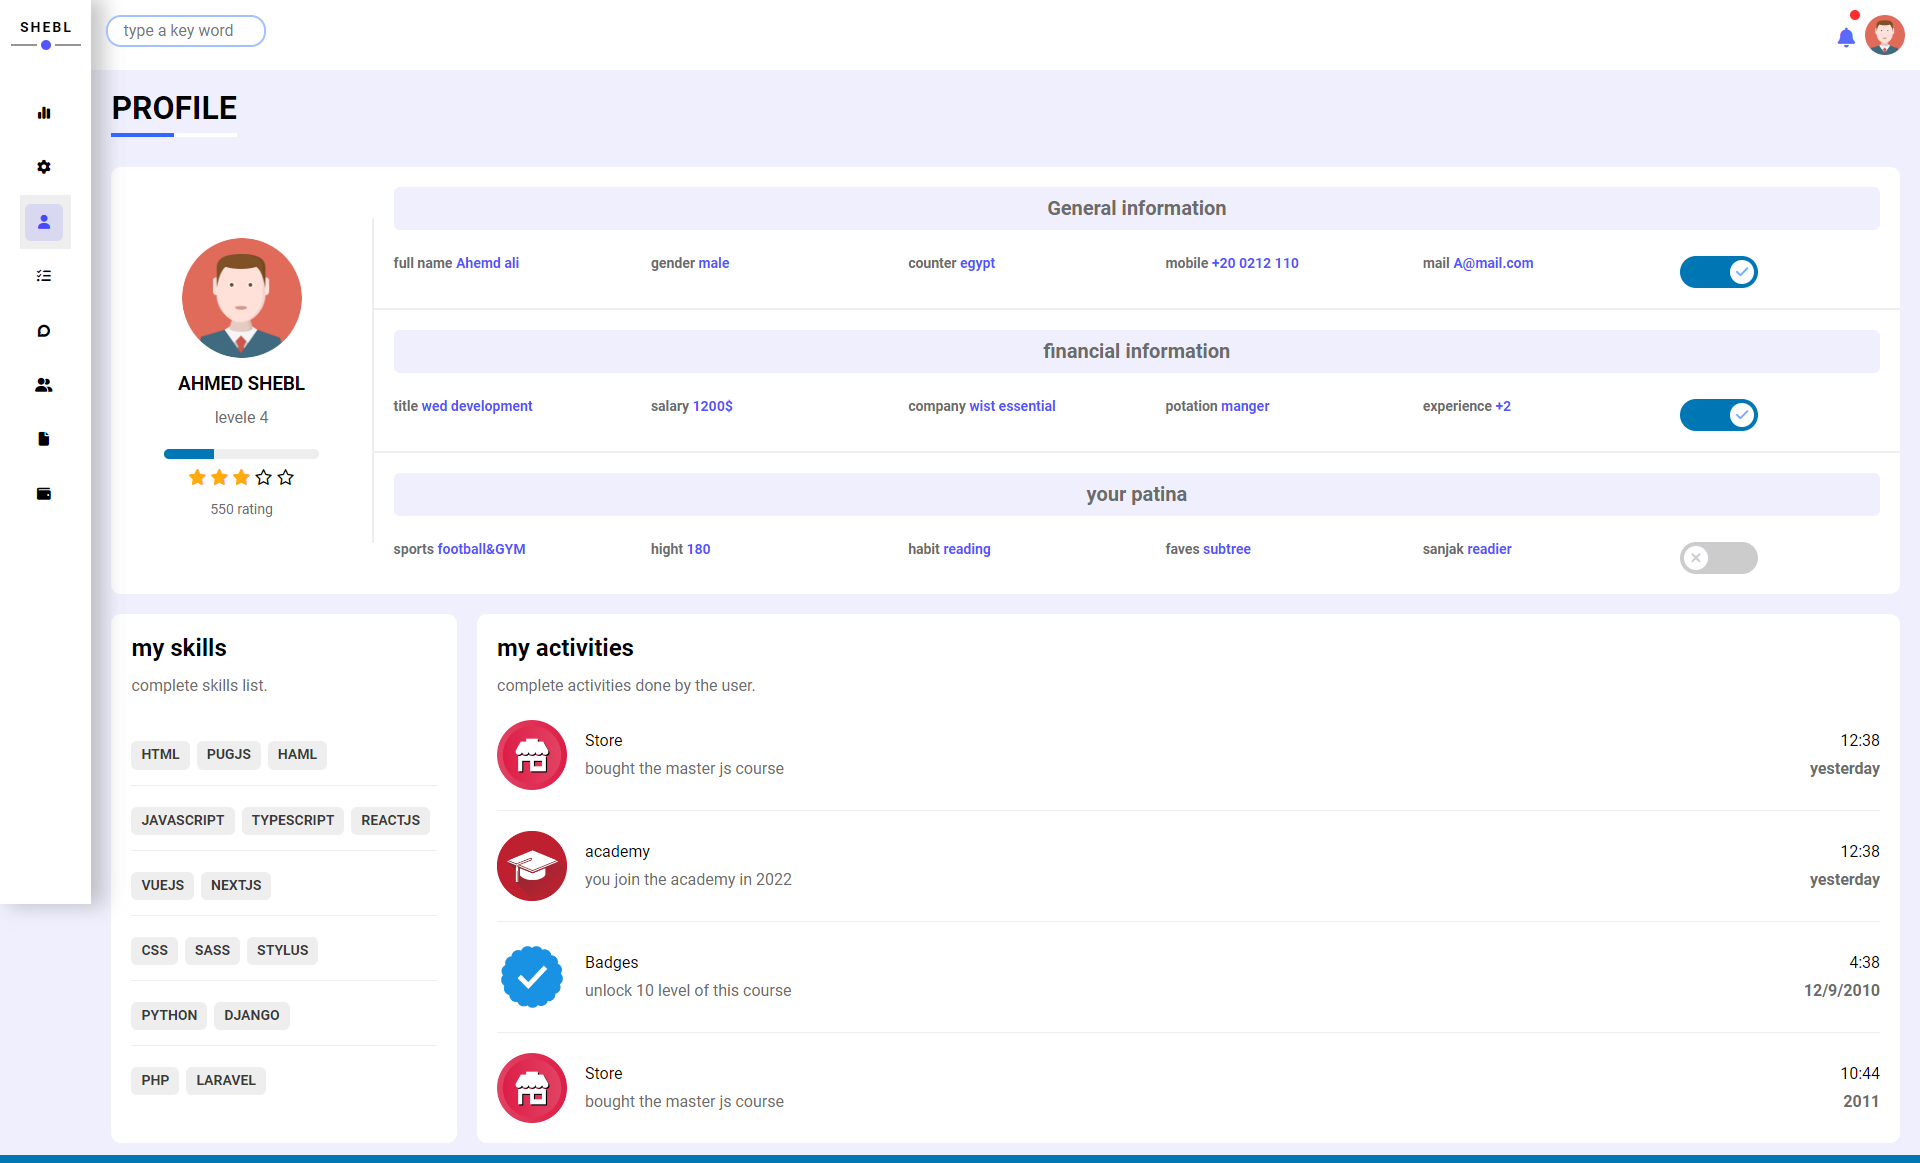 SHEBL
type a key word
PROFILE
AHMED SHEBL
levele 4
550 rating
General information
full name Ahemd ali gender male counter egypt mobile +20 0212 110 mail A@mail.com
financial information
title wed development salary 1200$ company wist essential potation manger experience +2
your patina
sports football&GYM hight 180 habit reading faves subtree sanjak readier
my skills
complete skills list.
HTML PUGJS HAML
JAVASCRIPT TYPESCRIPT REACTJS
VUEJS NEXTJS
CSS SASS STYLUS
PYTHON DJANGO
PHP LARAVEL
my activities
complete activities done by the user.
Store 12:38
bought the master js course yesterday
academy 12:38
you join the academy in 2022 yesterday
Badges 4:38
unlock 10 level of this course 12/9/2010
Store 10:44
bought the master js course 2011